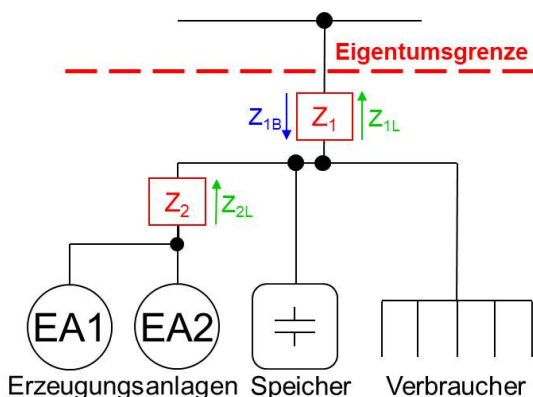 Eigentumsgrenze
Z1B Z1 Z1L
Z2 Z2L
EA1 EA2
Erzeugungsanlagen Speicher Verbraucher